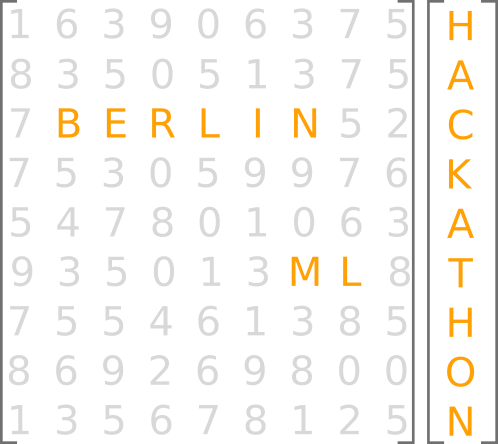 1 6 3 9 0 6 3 7 5 H
8 3 5 0 5 1 3 7 5 A
7 B E R L I N 5 2 C
7 5 3 0 5 9 9 7 6 K
5 4 7 8 0 1 0 6 3 A
9 3 5 0 1 3 M L 8 T
7 5 5 4 6 1 3 8 5 H
8 6 9 2 6 9 8 0 0 O
1 3 5 6 7 8 1 2 5 N